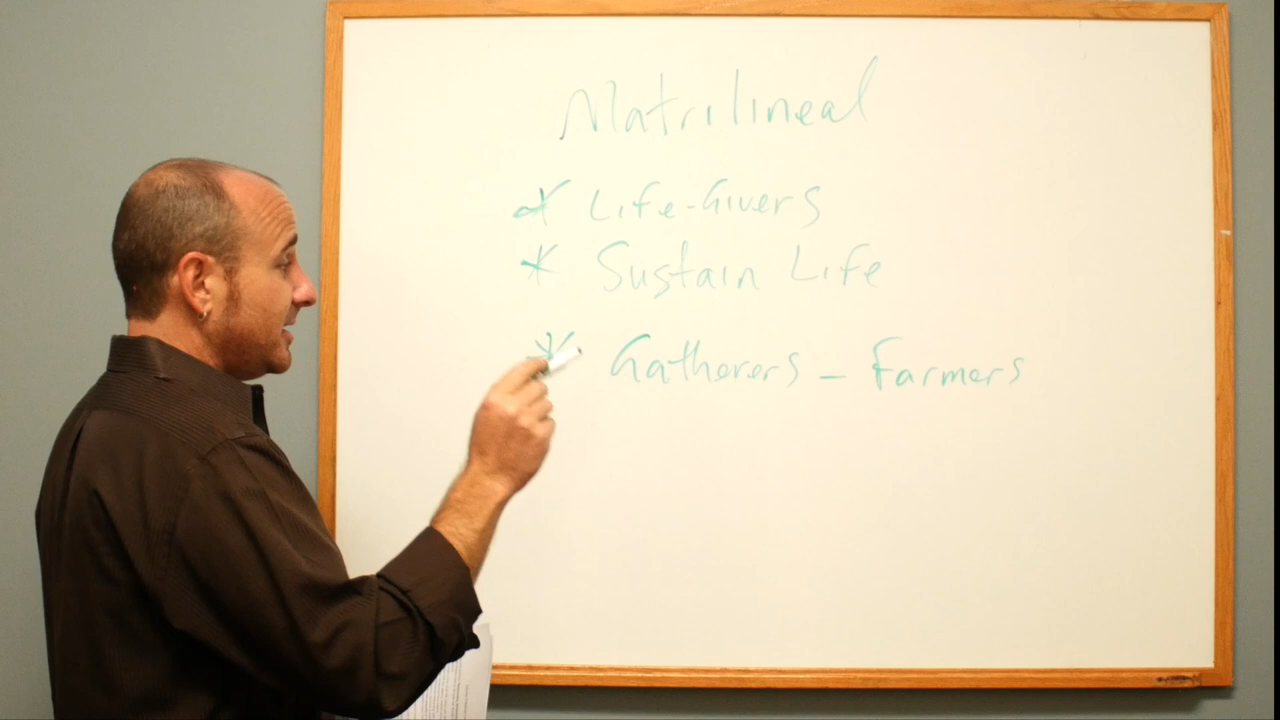 Matrilineal
* Life-Givers
* Sustain Life
* Gatherers - Farmers